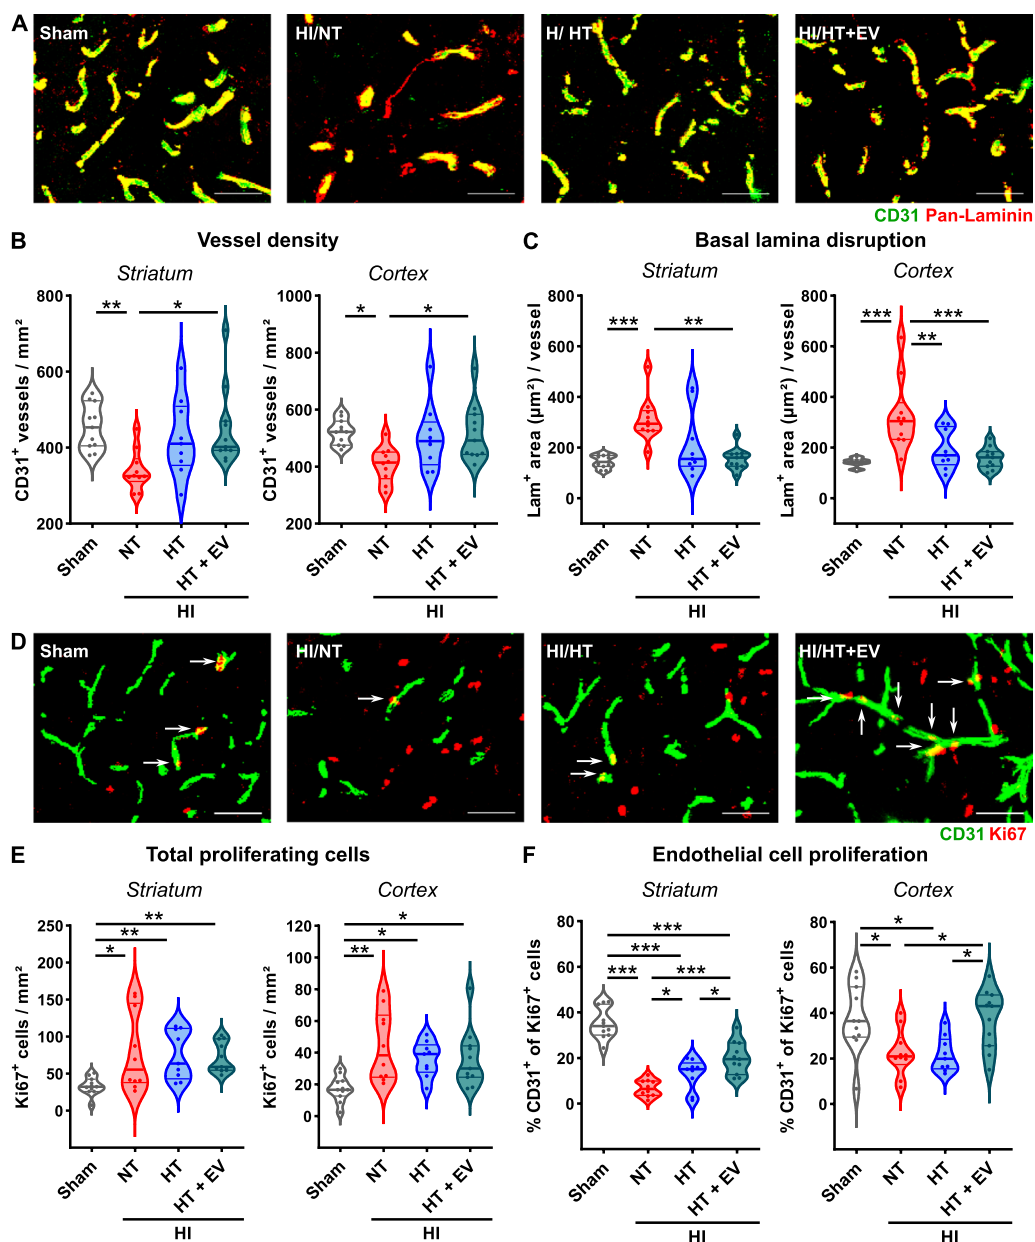 A
Sham
HI/NT
H/ HT
HI/HT+EV
CD31 Pan-Laminin
B
Vessel density
Striatum
Cortex
CD31⁺ vessels / mm²
800
600
400
200
CD31⁺ vessels / mm²
1000
800
600
400
200
**
*
*
*
Sham
NT
HT
HT + EV
HI
Sham
NT
HT
HT + EV
HI
C
Basal lamina disruption
Striatum
Cortex
Lam⁺ area (µm²) / vessel
800
600
400
200
0
Lam⁺ area (µm²) / vessel
800
600
400
200
0
***
**
***
***
**
Sham
NT
HT
HT + EV
HI
Sham
NT
HT
HT + EV
HI
D
Sham
HI/NT
HI/HT
HI/HT+EV
CD31 Ki67
E
Total proliferating cells
Striatum
Cortex
Ki67⁺ cells / mm²
250
200
150
100
50
0
Ki67⁺ cells / mm²
120
100
80
60
40
20
0
**
**
*
*
*
**
Sham
NT
HT
HT + EV
HI
Sham
NT
HT
HT + EV
HI
F
Endothelial cell proliferation
Striatum
Cortex
% CD31⁺ of Ki67⁺ cells
80
60
40
20
0
% CD31⁺ of Ki67⁺ cells
80
60
40
20
0
***
***
***
***
*
*
*
*
*
*
Sham
NT
HT
HT + EV
HI
Sham
NT
HT
HT + EV
HI